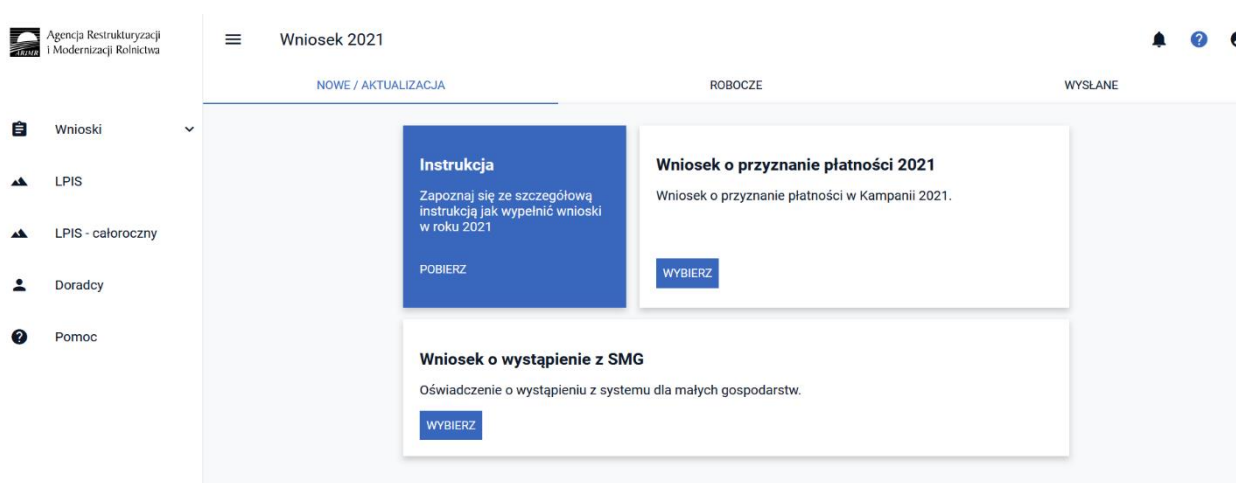 Agencja Restrukturyzacji
i Modernizacji Rolnictwa
ARiMR
Wniosek 2021
NOWE / AKTUALIZACJA
ROBOCZE
WYSŁANE
Wnioski
LPIS
LPIS - całoroczny
Doradcy
Pomoc
Instrukcja
Zapoznaj się ze szczegółową
instrukcją jak wypełnić wnioski
w roku 2021
POBIERZ
Wniosek o przyznanie płatności 2021
Wniosek o przyznanie płatności w Kampanii 2021.
WYBIERZ
Wniosek o wystąpienie z SMG
Oświadczenie o wystąpieniu z systemu dla małych gospodarstw.
WYBIERZ